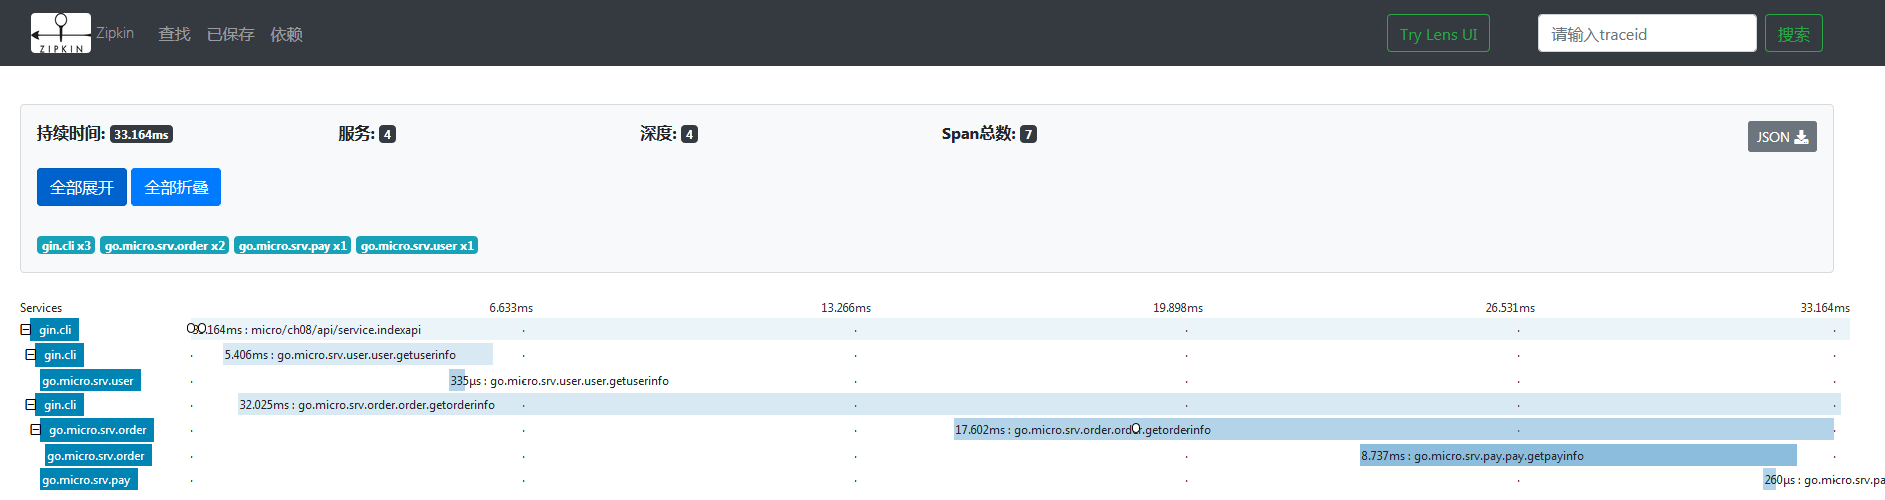 ZIPKIN Zipkin 查找 已保存 依赖 Try Lens UI 请输入traceid 搜索
持续时间: 33.164ms 服务: 4 深度: 4 Span总数: 7 JSON
全部展开 全部折叠
gin.cli x3 go.micro.srv.order x2 go.micro.srv.pay x1 go.micro.srv.user x1
Services 6.633ms 13.266ms 19.898ms 26.531ms 33.164ms
gin.cli 33.164ms : micro/ch08/api/service.indexapi
gin.cli 5.406ms : go.micro.srv.user.user.getuserinfo
go.micro.srv.user 335µs : go.micro.srv.user.user.getuserinfo
gin.cli 32.025ms : go.micro.srv.order.order.getorderinfo
go.micro.srv.order 17.602ms : go.micro.srv.order.order.getorderinfo
go.micro.srv.order 8.737ms : go.micro.srv.pay.pay.getpayinfo
go.micro.srv.pay 260µs : go.micro.srv.pa